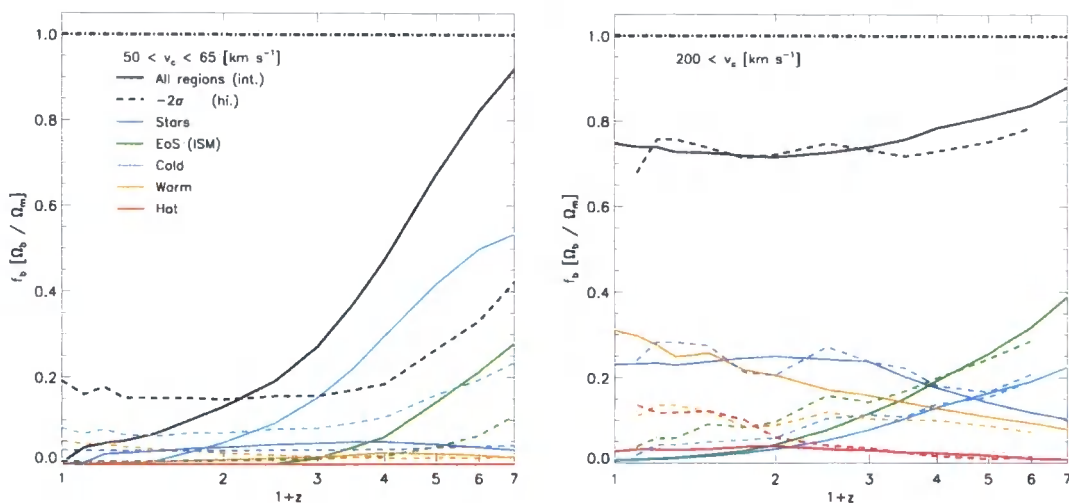 50 < v_c < 65 [km s⁻¹]
All regions (int.)
−2σ (hi.)
Stars
EoS (ISM)
Cold
Warm
Hot
f_b [Ω_b / Ω_m]
1.0
0.8
0.6
0.4
0.2
0.0
1
2
3
4
5
6
7
1+z
200 < v_c [km s⁻¹]
f_b [Ω_b / Ω_m]
1.0
0.8
0.6
0.4
0.2
0.0
1
2
3
4
5
6
7
1+z